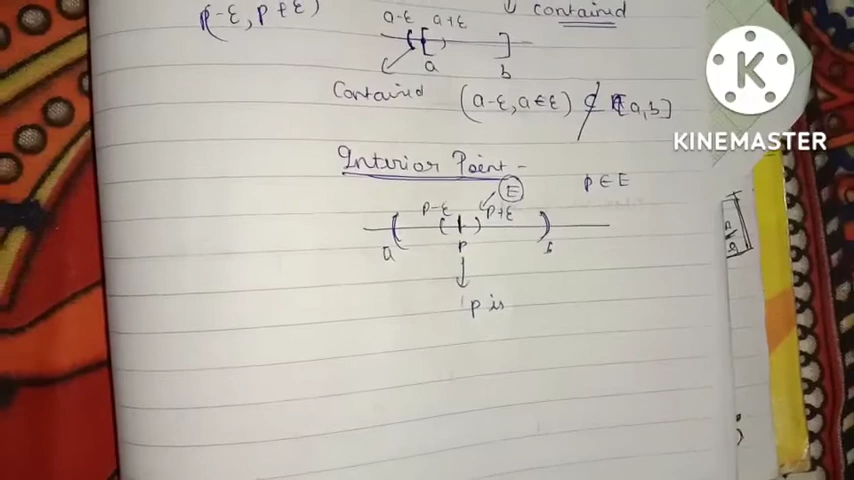 (p-ε, p+ε)
contained
a-ε a+ε
a b
contained (a-ε, a+ε) ⊄ [a,b]
Interior Point -
E p ∈ E
p-ε p+ε
a p b
p is
K
KINEMASTER